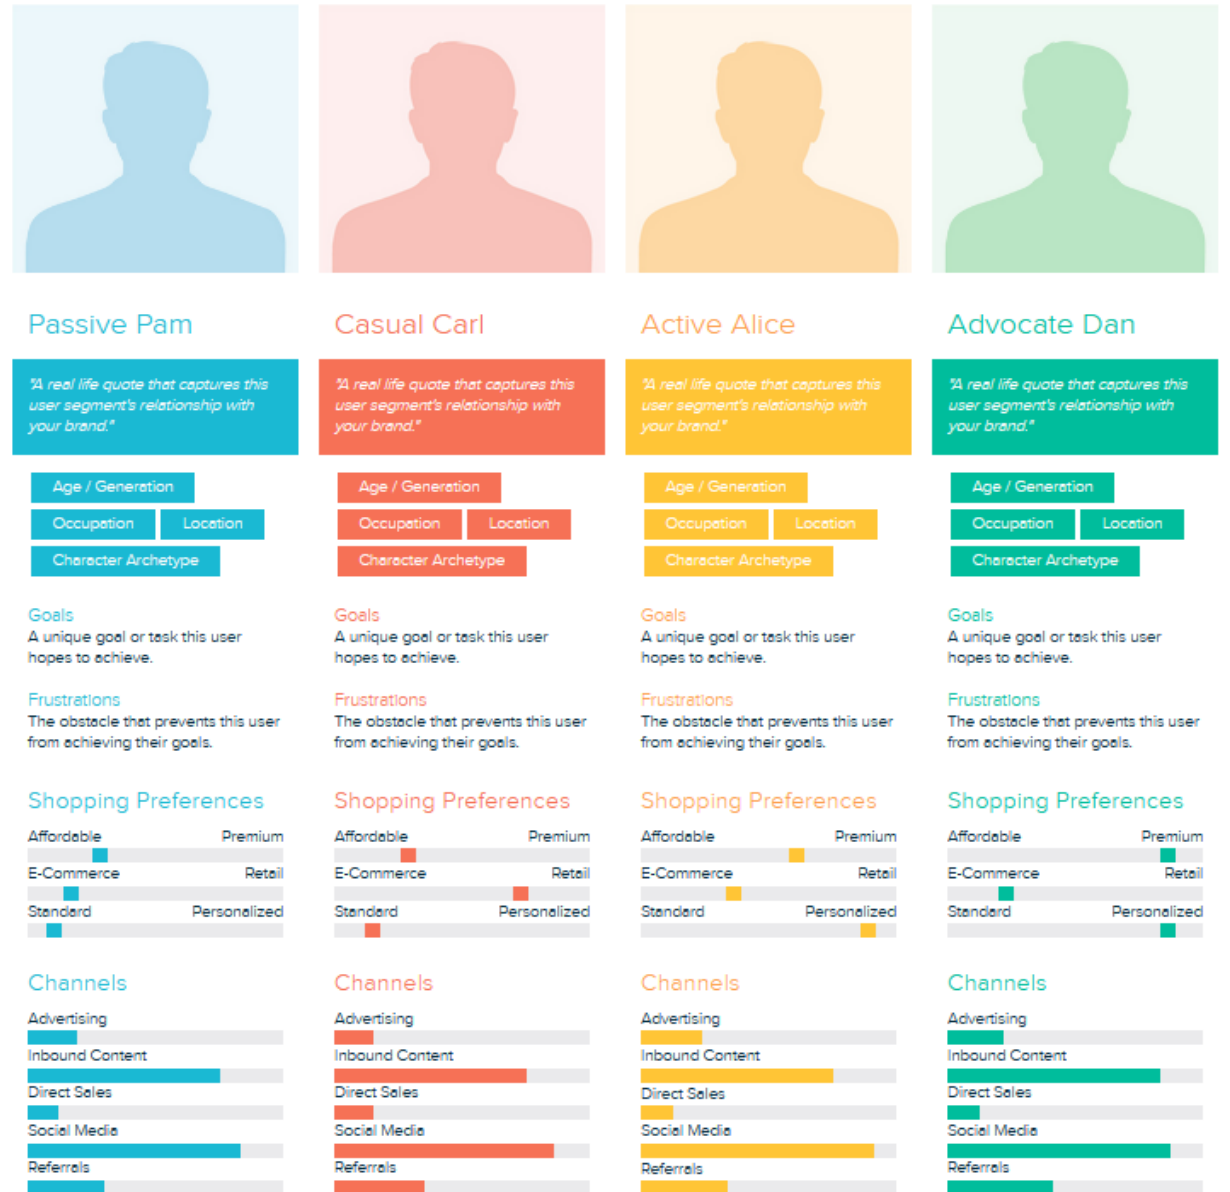 Passive Pam
"A real life quote that captures this
user segment's relationship with
your brand."
Age / Generation
Occupation Location
Character Archetype
Goals
A unique goal or task this user
hopes to achieve.
Frustrations
The obstacle that prevents this user
from achieving their goals.
Shopping Preferences
Affordable Premium
E-Commerce Retail
Standard Personalized
Channels
Advertising
Inbound Content
Direct Sales
Social Media
Referrals
Casual Carl
"A real life quote that captures this
user segment's relationship with
your brand."
Age / Generation
Occupation Location
Character Archetype
Goals
A unique goal or task this user
hopes to achieve.
Frustrations
The obstacle that prevents this user
from achieving their goals.
Shopping Preferences
Affordable Premium
E-Commerce Retail
Standard Personalized
Channels
Advertising
Inbound Content
Direct Sales
Social Media
Referrals
Active Alice
"A real life quote that captures this
user segment's relationship with
your brand."
Age / Generation
Occupation Location
Character Archetype
Goals
A unique goal or task this user
hopes to achieve.
Frustrations
The obstacle that prevents this user
from achieving their goals.
Shopping Preferences
Affordable Premium
E-Commerce Retail
Standard Personalized
Channels
Advertising
Inbound Content
Direct Sales
Social Media
Referrals
Advocate Dan
"A real life quote that captures this
user segment's relationship with
your brand."
Age / Generation
Occupation Location
Character Archetype
Goals
A unique goal or task this user
hopes to achieve.
Frustrations
The obstacle that prevents this user
from achieving their goals.
Shopping Preferences
Affordable Premium
E-Commerce Retail
Standard Personalized
Channels
Advertising
Inbound Content
Direct Sales
Social Media
Referrals